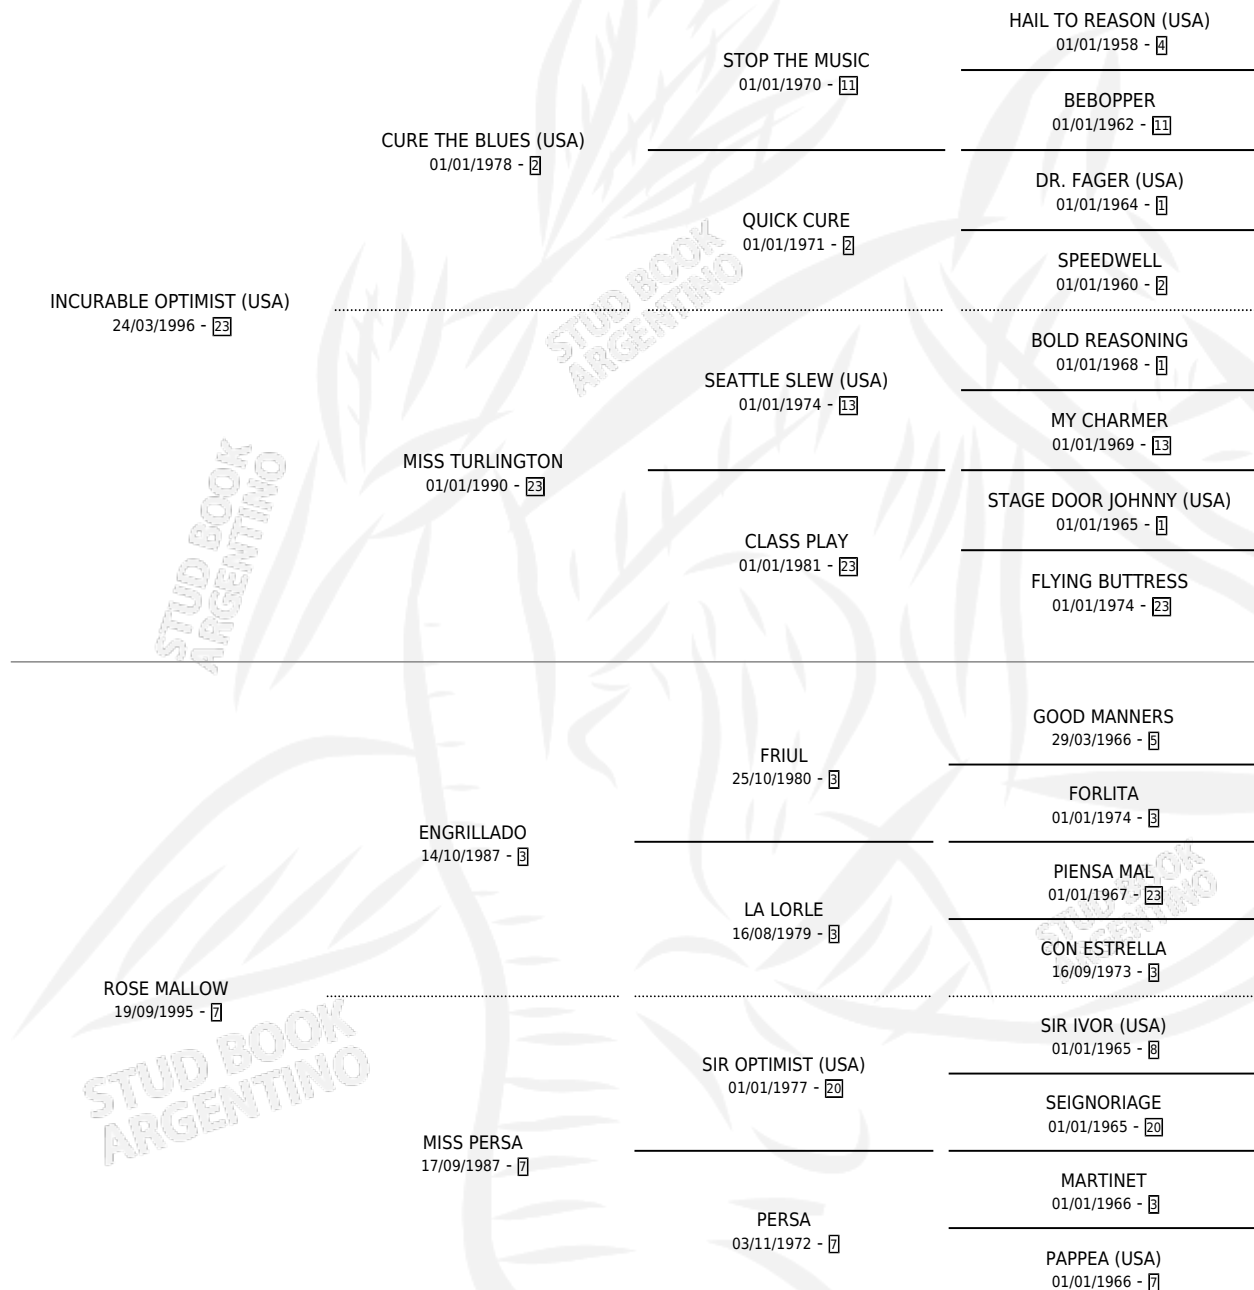 HAIL TO REASON (USA)
01/01/1958 - 4
STOP THE MUSIC
01/01/1970 - 11
BEBOPPER
01/01/1962 - 11
CURE THE BLUES (USA)
01/01/1978 - 2
DR. FAGER (USA)
01/01/1964 - 1
QUICK CURE
01/01/1971 - 2
SPEEDWELL
01/01/1960 - 2
INCURABLE OPTIMIST (USA)
24/03/1996 - 23
BOLD REASONING
01/01/1968 - 1
SEATTLE SLEW (USA)
01/01/1974 - 13
MY CHARMER
01/01/1969 - 13
MISS TURLINGTON
01/01/1990 - 23
STAGE DOOR JOHNNY (USA)
01/01/1965 - 1
CLASS PLAY
01/01/1981 - 23
FLYING BUTTRESS
01/01/1974 - 23
STUD BOOK
ARGENTINO
STUD BOOK
ARGENTINO
GOOD MANNERS
29/03/1966 - 5
FRIUL
25/10/1980 - 3
FORLITA
01/01/1974 - 3
ENGRILLADO
14/10/1987 - 3
PIENSA MAL
01/01/1967 - 23
LA LORLE
16/08/1979 - 3
CON ESTRELLA
16/09/1973 - 3
ROSE MALLOW
19/09/1995 - 7
SIR IVOR (USA)
01/01/1965 - 8
SIR OPTIMIST (USA)
01/01/1977 - 20
SEIGNORIAGE
01/01/1965 - 20
MISS PERSA
17/09/1987 - 7
MARTINET
01/01/1966 - 3
PERSA
03/11/1972 - 7
PAPPEA (USA)
01/01/1966 - 7
STUD BOOK
ARGENTINO
STUD BOOK
ARGENTINO